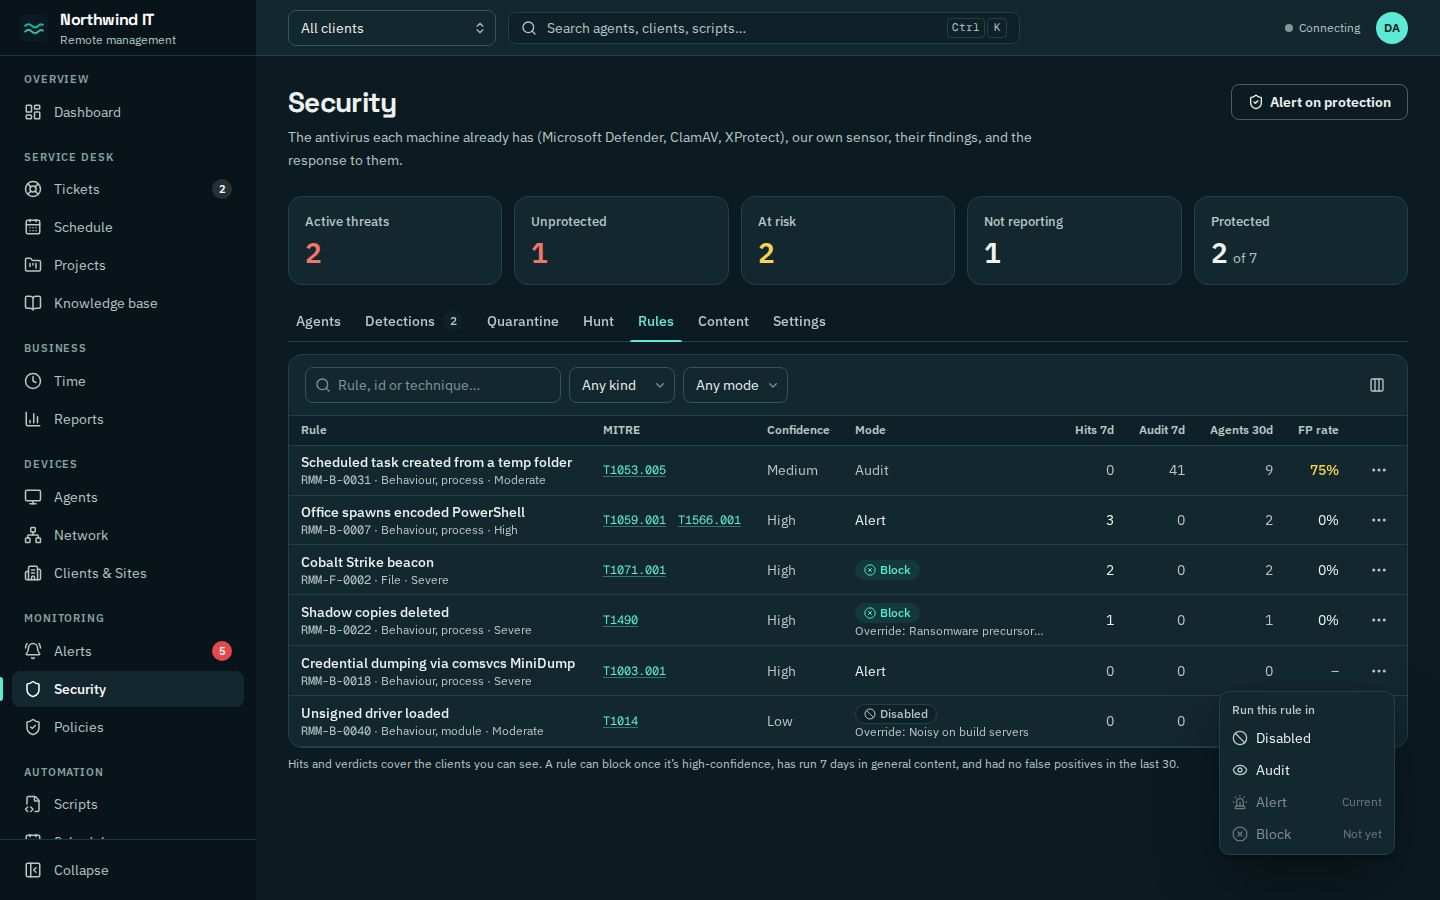 Northwind IT
Remote management
All clients
Search agents, clients, scripts...
Ctrl K
Connecting
DA
OVERVIEW
Dashboard
SERVICE DESK
Tickets 2
Schedule
Projects
Knowledge base
BUSINESS
Time
Reports
DEVICES
Agents
Network
Clients & Sites
MONITORING
Alerts 5
Security
Policies
AUTOMATION
Scripts
Collapse
Security
Alert on protection
The antivirus each machine already has (Microsoft Defender, ClamAV, XProtect), our own sensor, their findings, and the
response to them.
Active threats
2
Unprotected
1
At risk
2
Not reporting
1
Protected
2 of 7
Agents Detections 2 Quarantine Hunt Rules Content Settings
Rule, id or technique...
Any kind
Any mode
Rule MITRE Confidence Mode Hits 7d Audit 7d Agents 30d FP rate
Scheduled task created from a temp folder
RMM-B-0031 · Behaviour, process · Moderate
T1053.005 Medium Audit 0 41 9 75%
Office spawns encoded PowerShell
RMM-B-0007 · Behaviour, process · High
T1059.001 T1566.001 High Alert 3 0 2 0%
Cobalt Strike beacon
RMM-F-0002 · File · Severe
T1071.001 High Block 2 0 2 0%
Shadow copies deleted
RMM-B-0022 · Behaviour, process · Severe
T1490 High Block 1 0 1 0%
Override: Ransomware precursor...
Credential dumping via comsvcs MiniDump
RMM-B-0018 · Behaviour, process · Severe
T1003.001 High Alert 0 0 0 –
Unsigned driver loaded
RMM-B-0040 · Behaviour, module · Moderate
T1014 Low Disabled 0 0
Override: Noisy on build servers
Run this rule in
Disabled
Audit
Alert Current
Block Not yet
Hits and verdicts cover the clients you can see. A rule can block once it's high-confidence, has run 7 days in general content, and had no false positives in the last 30.